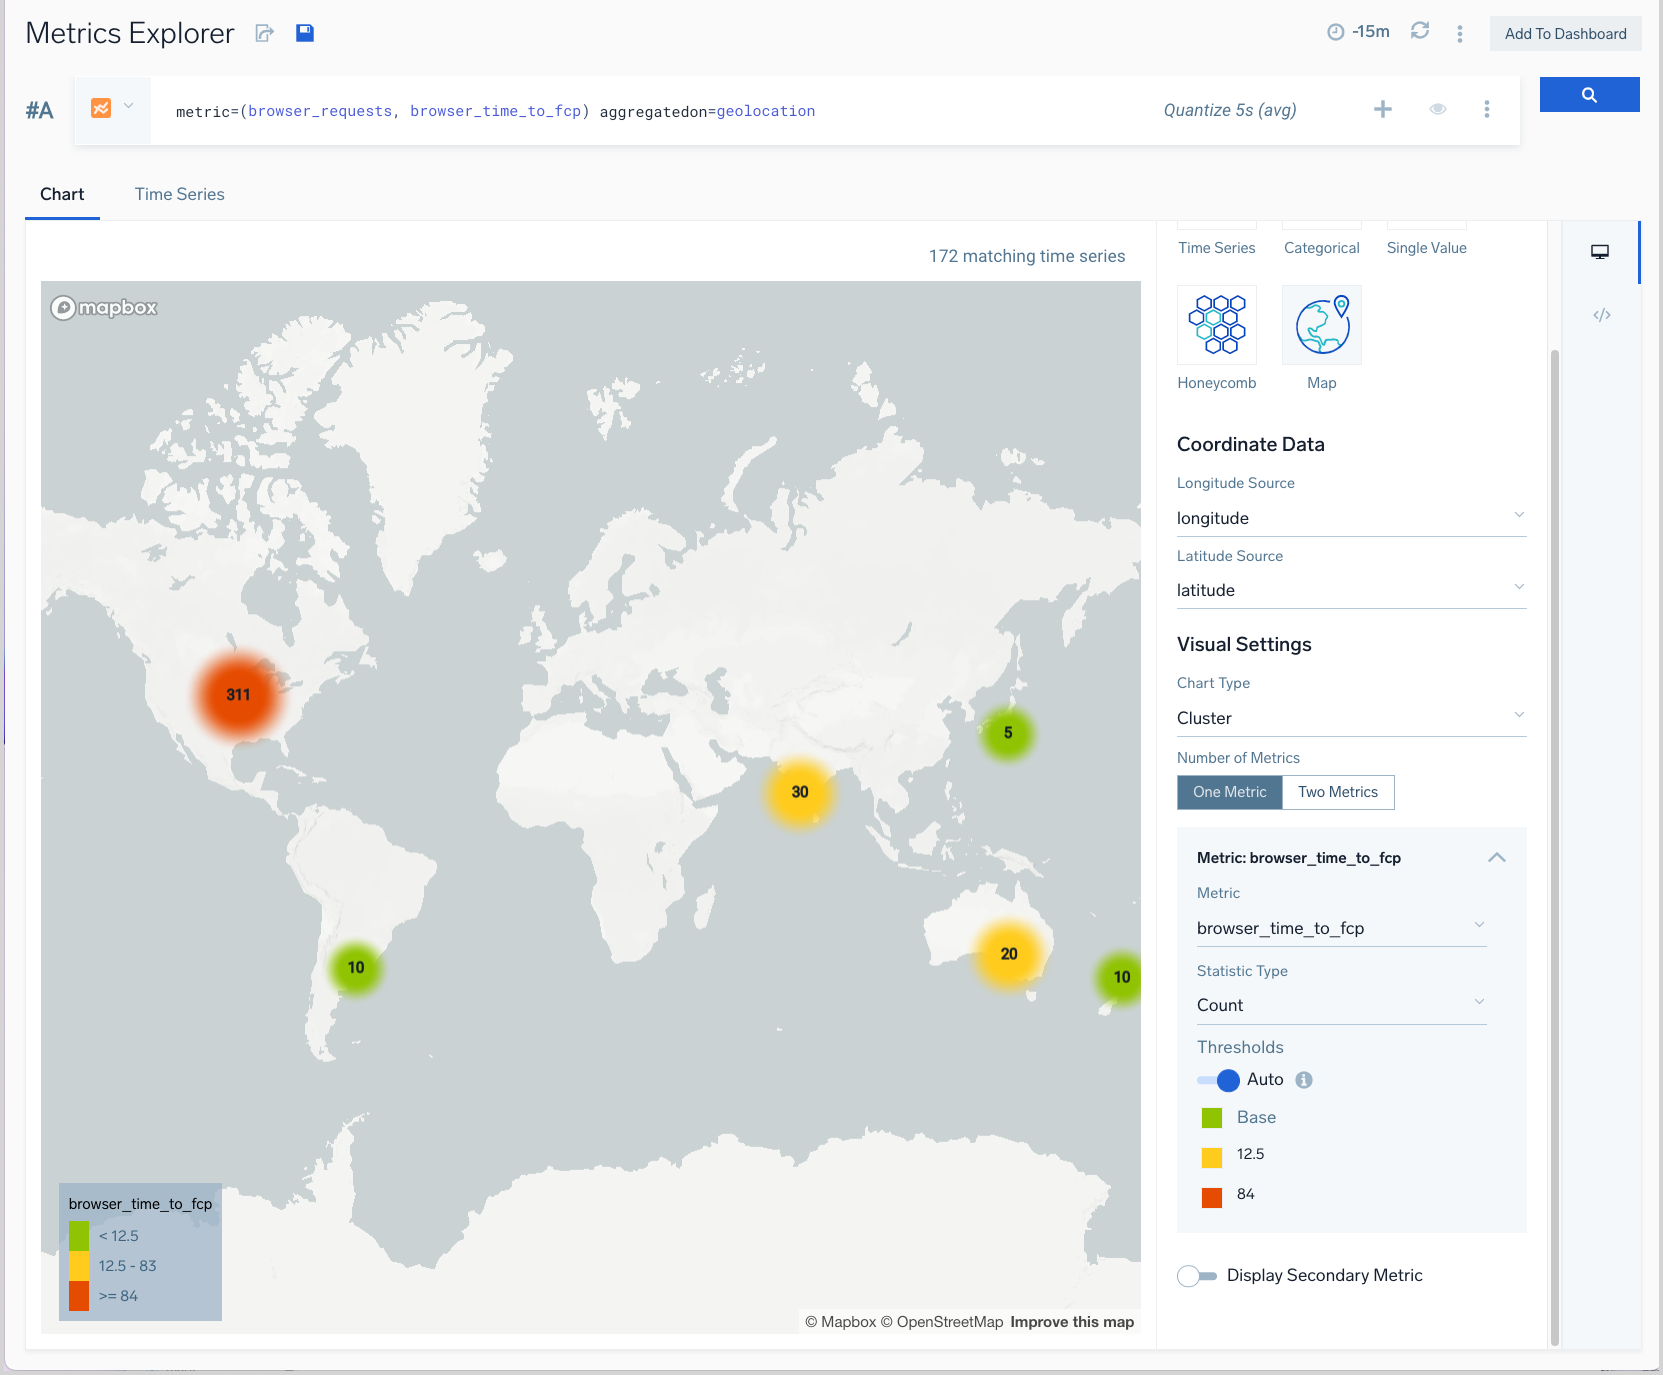 Metrics Explorer
-15m
Add To Dashboard
#A
metric=(browser_requests, browser_time_to_fcp) aggregatedon=geolocation
Quantize 5s (avg)
Chart
Time Series
172 matching time series
mapbox
311
5
30
20
10
10
browser_time_to_fcp
< 12.5
12.5 - 83
>= 84
© Mapbox © OpenStreetMap Improve this map
Time Series
Categorical
Single Value
Honeycomb
Map
Coordinate Data
Longitude Source
longitude
Latitude Source
latitude
Visual Settings
Chart Type
Cluster
Number of Metrics
One Metric
Two Metrics
Metric: browser_time_to_fcp
Metric
browser_time_to_fcp
Statistic Type
Count
Thresholds
Auto
Base
12.5
84
Display Secondary Metric